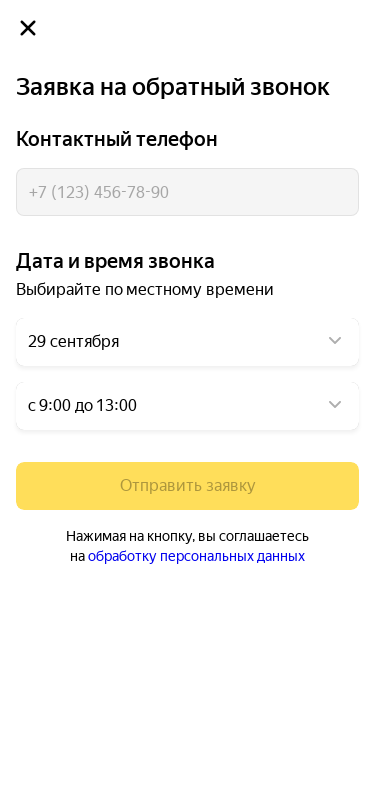 Заявка на обратный звонок
Контактный телефон
+7 (123) 456-78-90
Дата и время звонка
Выбирайте по местному времени
29 сентября
с 9:00 до 13:00
Отправить заявку
Нажимая на кнопку, вы соглашаетесь
на обработку персональных данных